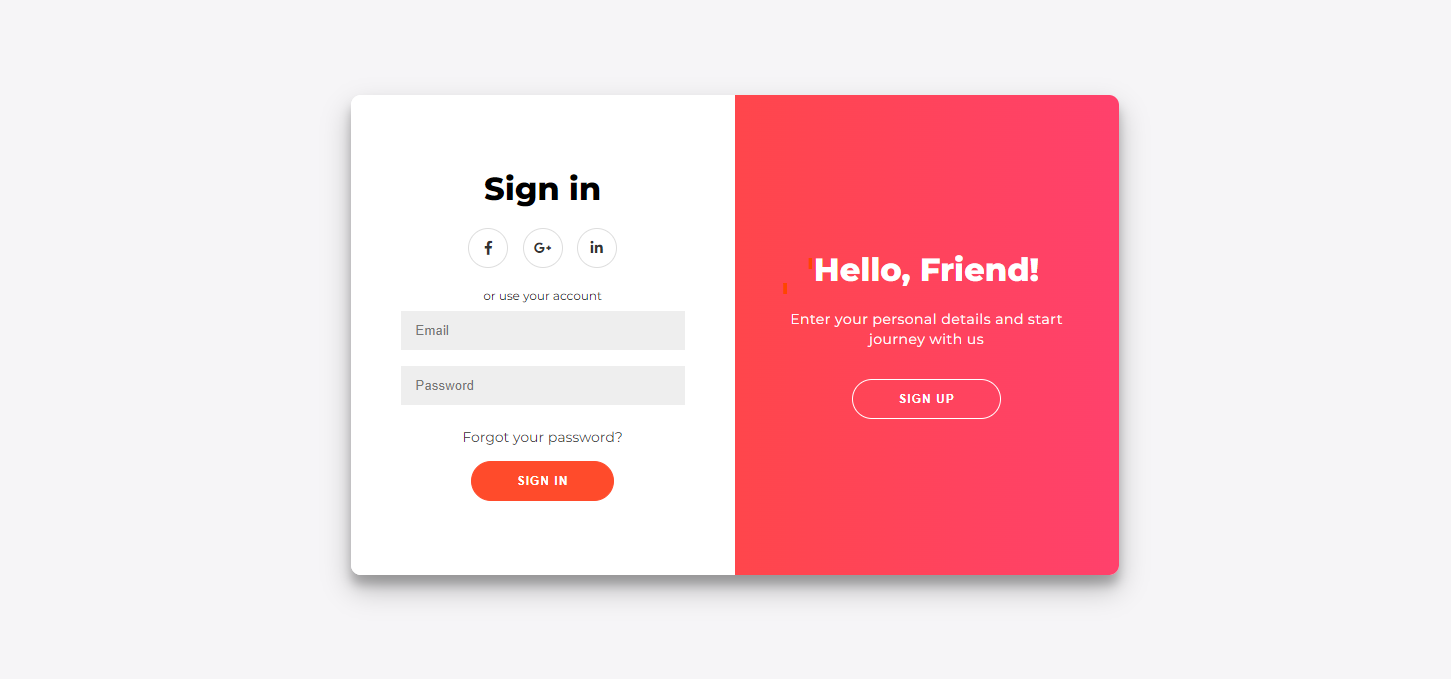 Sign in
f G+ in
or use your account
Email
Password
Forgot your password?
SIGN IN
Hello, Friend!
Enter your personal details and start
journey with us
SIGN UP